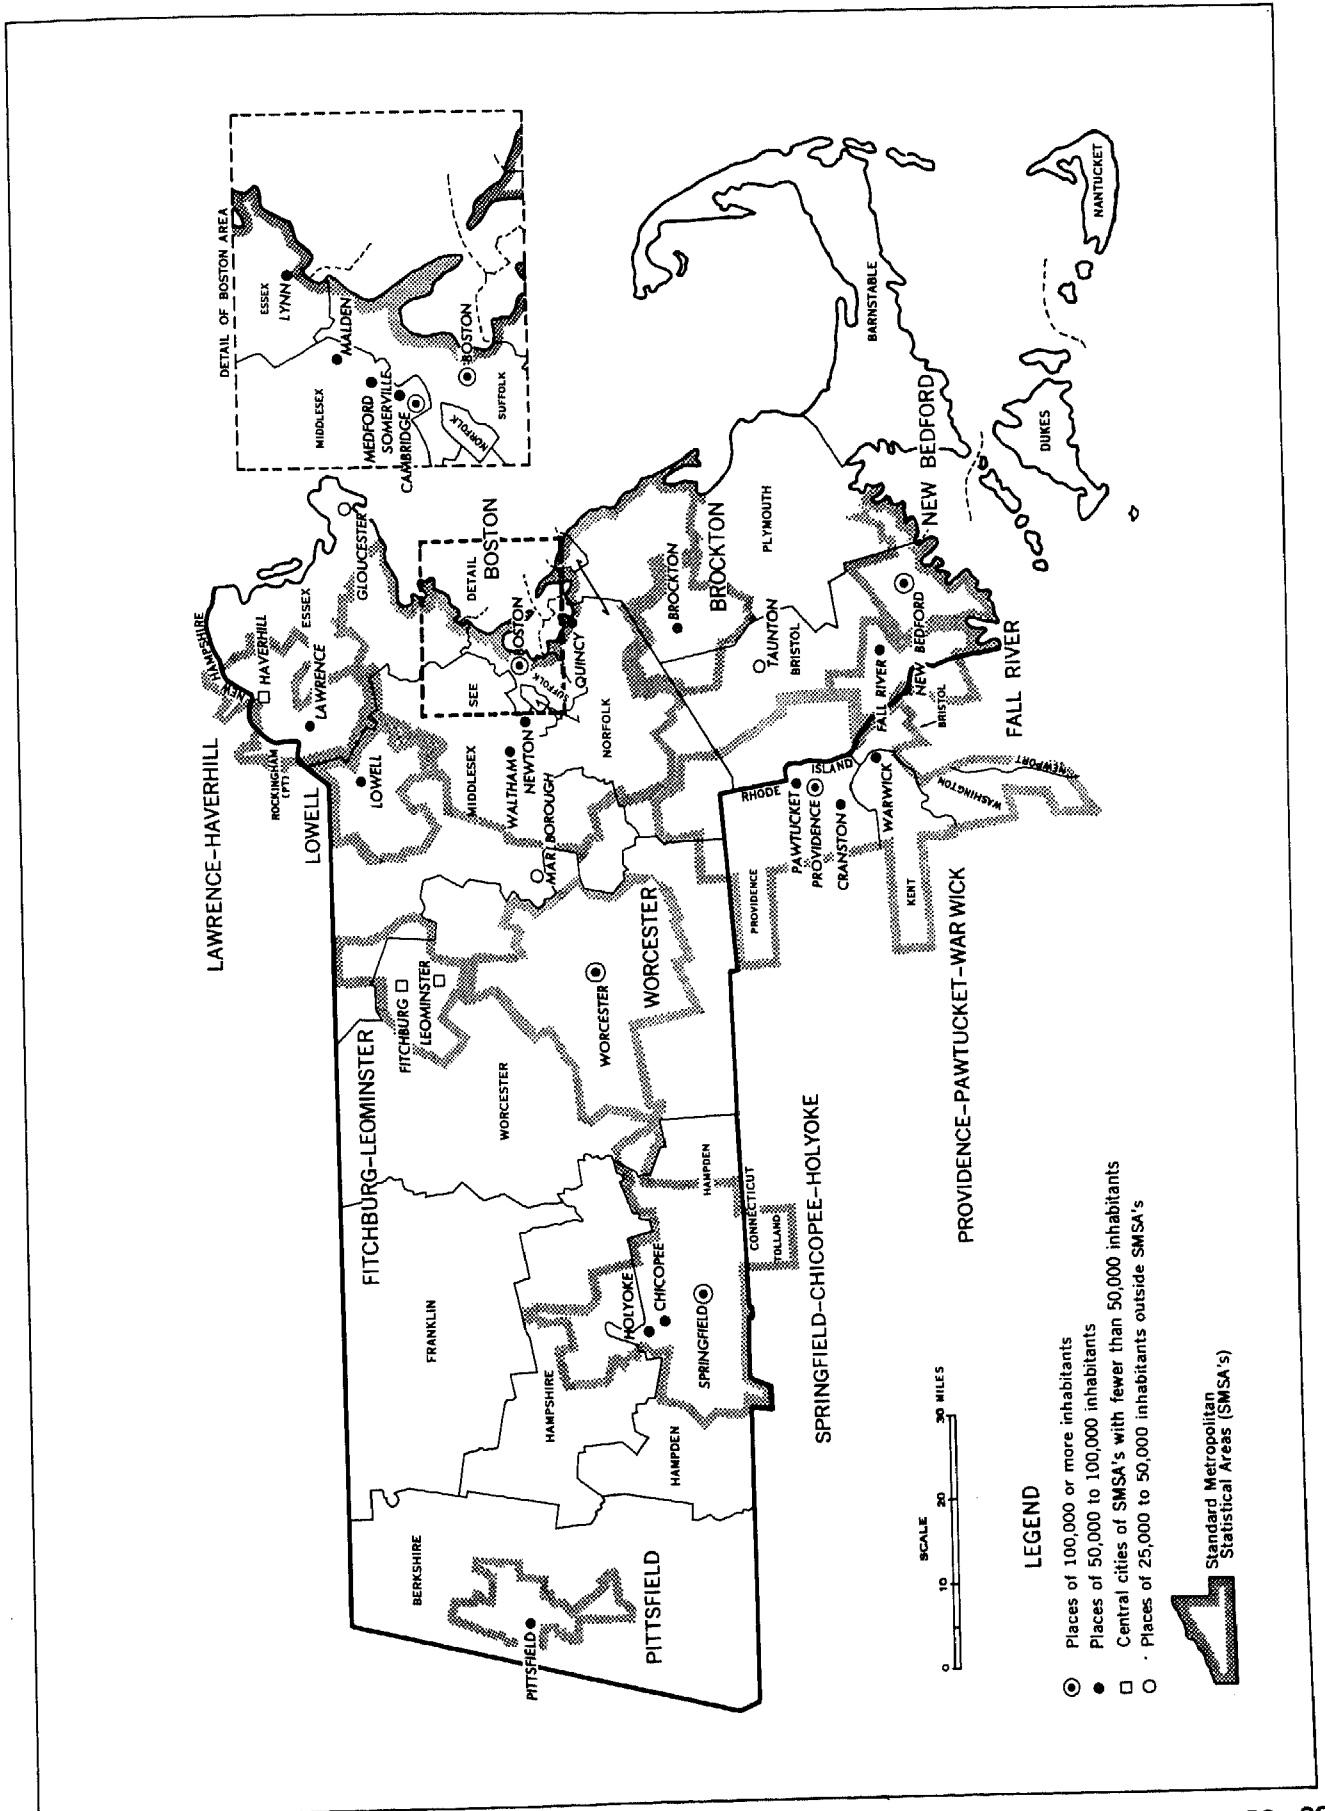 DETAIL OF BOSTON AREA
ESSEX
LYNN
MIDDLESEX
MALDEN
MEDFORD
SOMERVILLE
CAMBRIDGE
BOSTON
NORFOLK
SUFFOLK
LAWRENCE-HAVERHILL
LOWELL
FITCHBURG-LEOMINSTER
NEW HAMPSHIRE
ROCKINGHAM
(PT)
HAVERHILL
LAWRENCE
ESSEX
GLOUCESTER
LOWELL
MIDDLESEX
SEE
DETAIL
BOSTON
BOSTON
WALTHAM
NEWTON
SUFFOLK
QUINCY
MARLBOROUGH
NORFOLK
FITCHBURG
LEOMINSTER
WORCESTER
WORCESTER
WORCESTER
BROCKTON
BROCKTON
PLYMOUTH
TAUNTON
BRISTOL
FALL RIVER
NEW BEDFORD
NEW BEDFORD
FALL RIVER
BRISTOL
BARNSTABLE
DUKES
NANTUCKET
RHODE ISLAND
PAWTUCKET
PROVIDENCE
CRANSTON
WARWICK
PROVIDENCE
KENT
WASHINGTON
NEWPORT
PROVIDENCE-PAWTUCKET-WARWICK
FRANKLIN
HAMPSHIRE
HOLYOKE
CHICOPEE
SPRINGFIELD
HAMPDEN
HAMPDEN
CONNECTICUT
TOLLAND
SPRINGFIELD-CHICOPEE-HOLYOKE
BERKSHIRE
PITTSFIELD
PITTSFIELD
SCALE
0 10 20 30 MILES
LEGEND
Places of 100,000 or more inhabitants
Places of 50,000 to 100,000 inhabitants
Central cities of SMSA's with fewer than 50,000 inhabitants
Places of 25,000 to 50,000 inhabitants outside SMSA's
Standard Metropolitan
Statistical Areas (SMSA's)